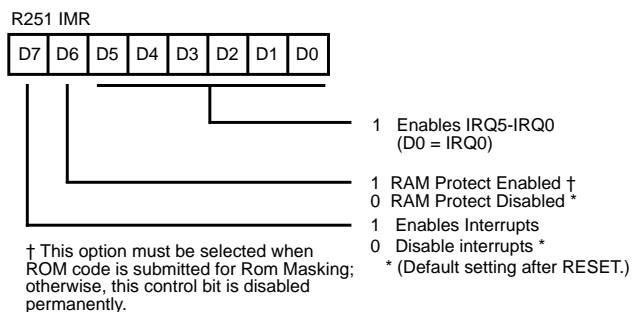 R251 IMR
D7 D6 D5 D4 D3 D2 D1 D0
1 Enables IRQ5-IRQ0
(D0 = IRQ0)
1 RAM Protect Enabled †
0 RAM Protect Disabled *
1 Enables Interrupts
0 Disable interrupts *
* (Default setting after RESET.)
† This option must be selected when
ROM code is submitted for Rom Masking;
otherwise, this control bit is disabled
permanently.